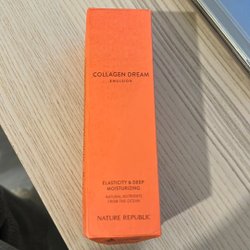 COLLAGEN DREAM
EMULSION
ELASTICITY & DEEP
MOISTURIZING
NATURAL NUTRIENTS
FROM THE OCEAN
NATURE REPUBLIC